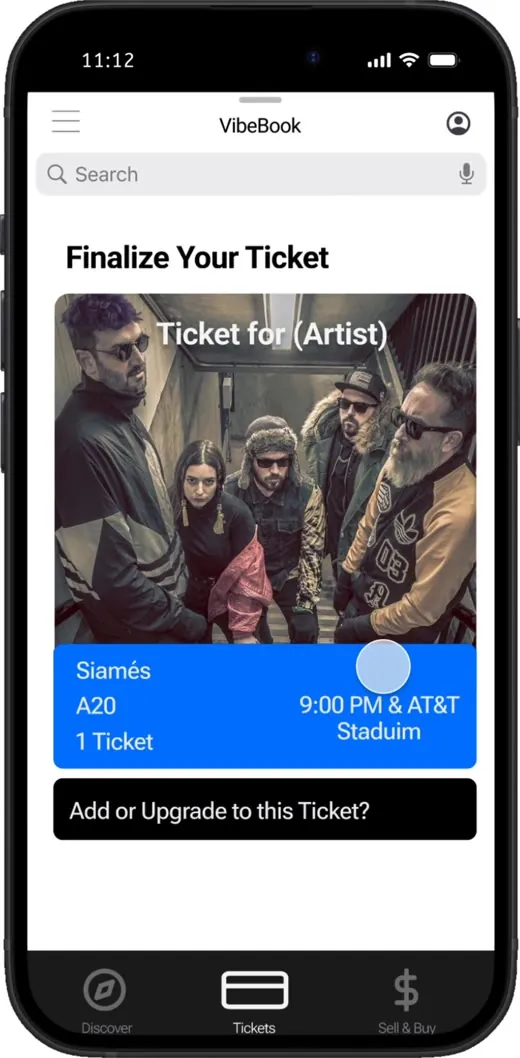 11:12
VibeBook
Search
Finalize Your Ticket
Ticket for (Artist)
03
Siamés
A20
1 Ticket
9:00 PM & AT&T
Staduim
Add or Upgrade to this Ticket?
Discover
Tickets
Sell & Buy